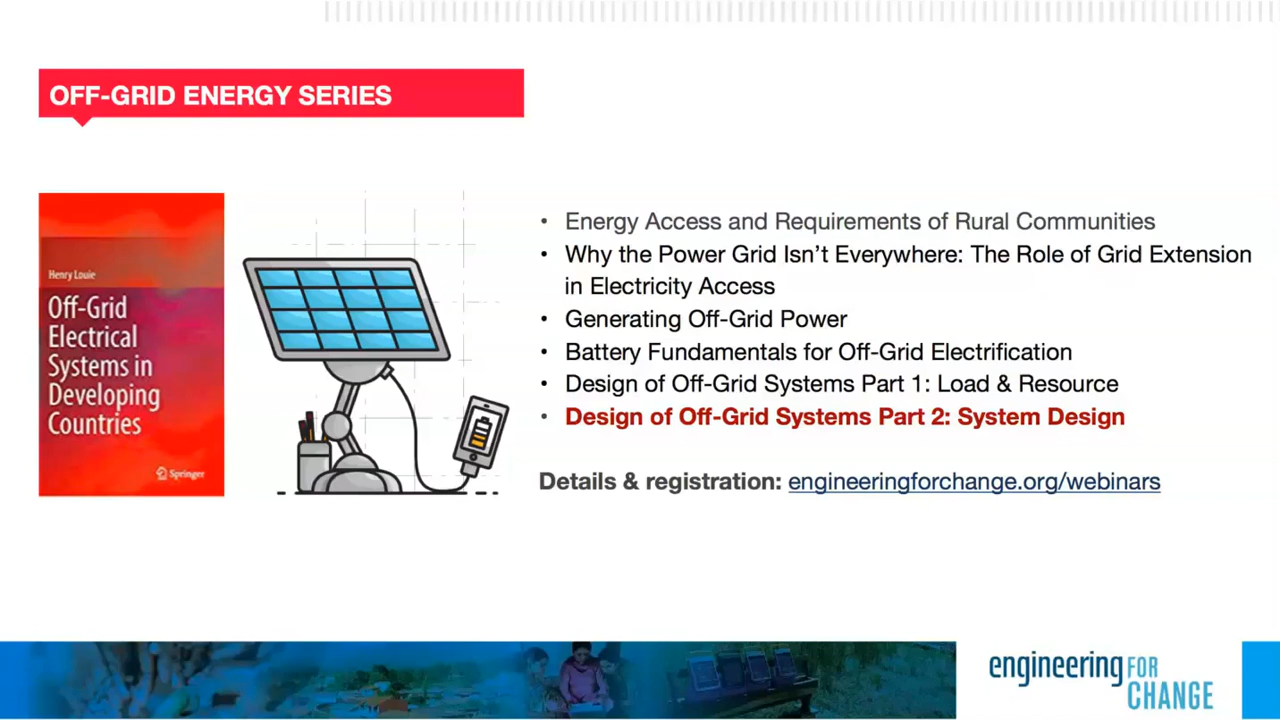 OFF-GRID ENERGY SERIES
Henry Louie
Off-Grid
Electrical
Systems in
Developing
Countries
Springer
• Energy Access and Requirements of Rural Communities
• Why the Power Grid Isn’t Everywhere: The Role of Grid Extension
in Electricity Access
• Generating Off-Grid Power
• Battery Fundamentals for Off-Grid Electrification
• Design of Off-Grid Systems Part 1: Load & Resource
• Design of Off-Grid Systems Part 2: System Design
Details & registration: engineeringforchange.org/webinars
engineering FOR
CHANGE